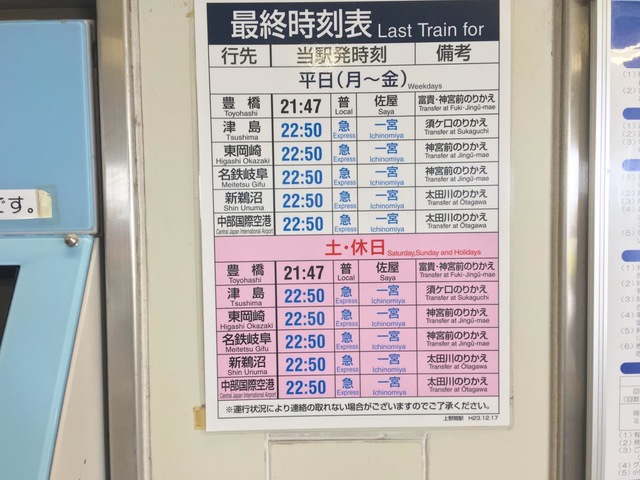 最終時刻表 Last Train for
行先 当駅発時刻 備考
平日(月～金) Weekdays
豊橋 Toyohashi 21:47 普 Local 佐屋 Saya 富貴・神宮前のりかえ Transfer at Fuki・Jingū-mae
津島 Tsushima 22:50 急 Express 一宮 Ichinomiya 須ケ口のりかえ Transfer at Sukaguchi
東岡崎 Higashi Okazaki 22:50 急 Express 一宮 Ichinomiya 神宮前のりかえ Transfer at Jingū-mae
名鉄岐阜 Meitetsu Gifu 22:50 急 Express 一宮 Ichinomiya 神宮前のりかえ Transfer at Jingū-mae
新鵜沼 Shin Unuma 22:50 急 Express 一宮 Ichinomiya 太田川のりかえ Transfer at Otagawa
中部国際空港 Central Japan International Airport 22:50 急 Express 一宮 Ichinomiya 太田川のりかえ Transfer at Otagawa
土・休日 Saturday,Sunday and Holidays
豊橋 Toyohashi 21:47 普 Local 佐屋 Saya 富貴・神宮前のりかえ Transfer at Fuki・Jingū-mae
津島 Tsushima 22:50 急 Express 一宮 Ichinomiya 須ケ口のりかえ Transfer at Sukaguchi
東岡崎 Higashi Okazaki 22:50 急 Express 一宮 Ichinomiya 神宮前のりかえ Transfer at Jingū-mae
名鉄岐阜 Meitetsu Gifu 22:50 急 Express 一宮 Ichinomiya 神宮前のりかえ Transfer at Jingū-mae
新鵜沼 Shin Unuma 22:50 急 Express 一宮 Ichinomiya 太田川のりかえ Transfer at Otagawa
中部国際空港 Central Japan International Airport 22:50 急 Express 一宮 Ichinomiya 太田川のりかえ Transfer at Otagawa
※運行状況により連絡の取れない場合がございますのでご了承ください。
上野間駅 H23.12.17
です。